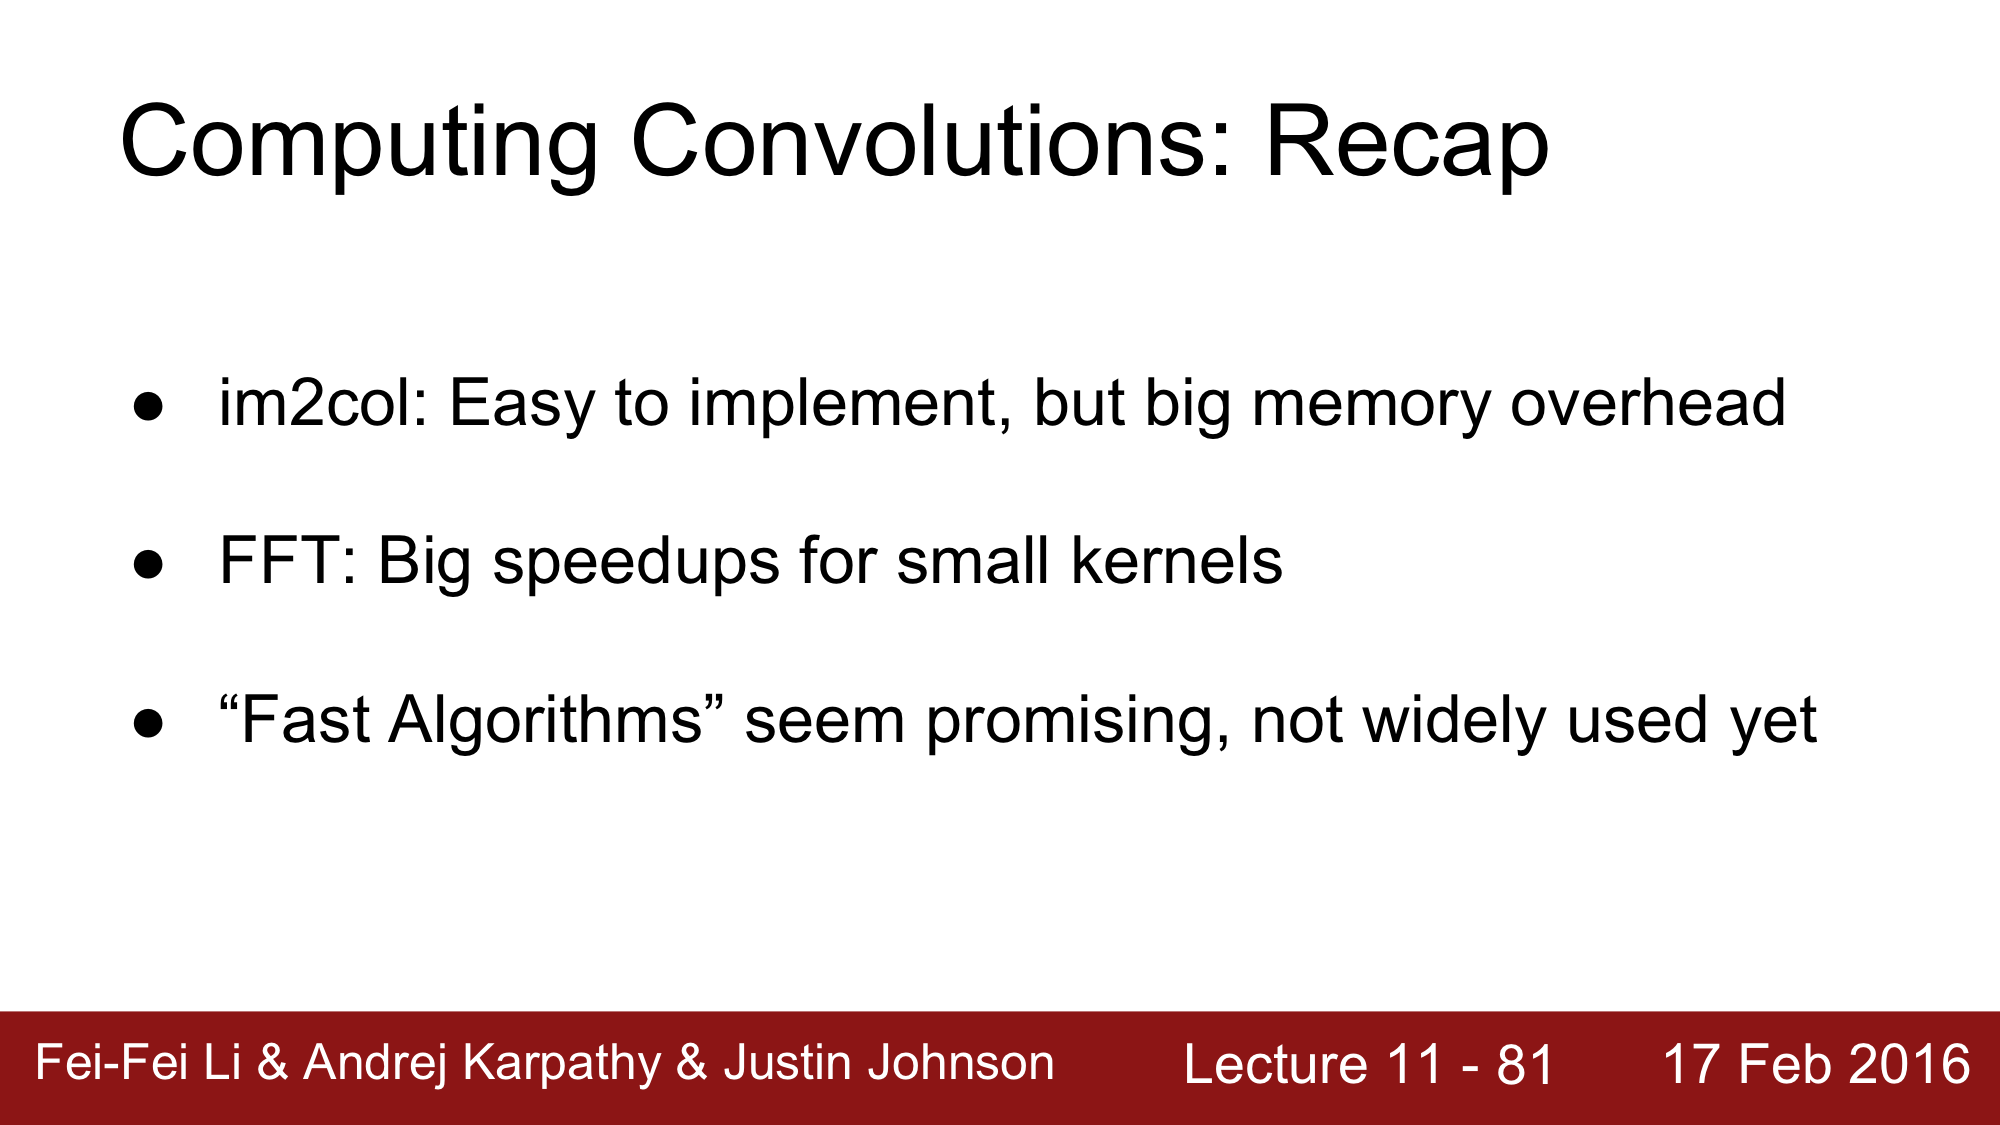 Computing Convolutions: Recap
● im2col: Easy to implement, but big memory overhead
● FFT: Big speedups for small kernels
● “Fast Algorithms” seem promising, not widely used yet
Fei-Fei Li & Andrej Karpathy & Justin Johnson Lecture 11 - 81 17 Feb 2016